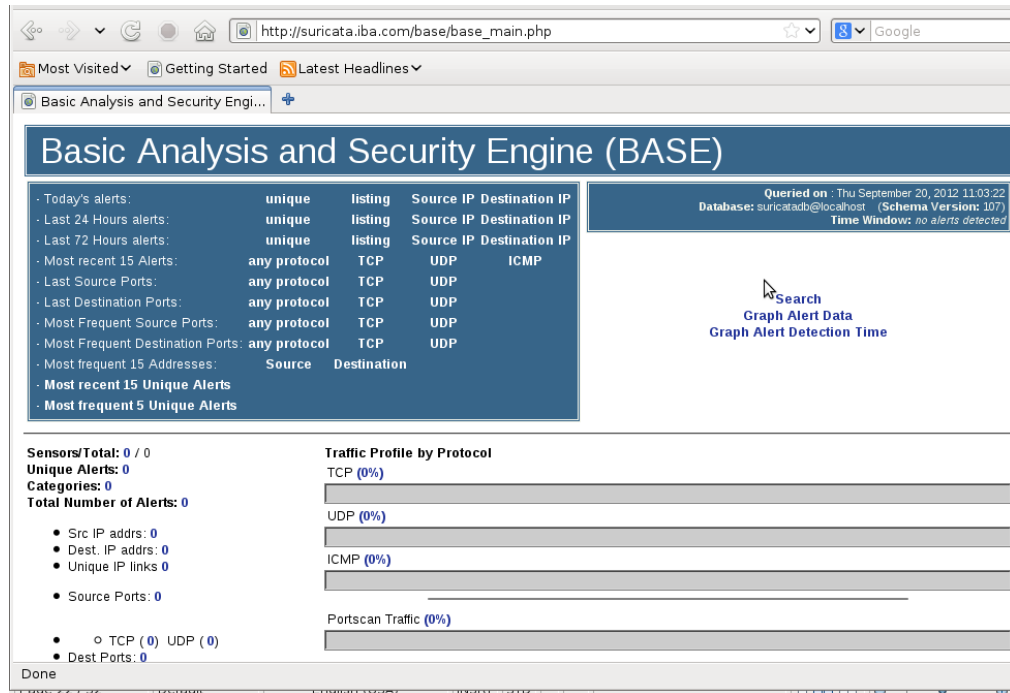 http://suricata.iba.com/base/base_main.php
Google
Most Visited
Getting Started
Latest Headlines
Basic Analysis and Security Engi...
Basic Analysis and Security Engine (BASE)
· Today's alerts: unique listing Source IP Destination IP
· Last 24 Hours alerts: unique listing Source IP Destination IP
· Last 72 Hours alerts: unique listing Source IP Destination IP
· Most recent 15 Alerts: any protocol TCP UDP ICMP
· Last Source Ports: any protocol TCP UDP
· Last Destination Ports: any protocol TCP UDP
· Most Frequent Source Ports: any protocol TCP UDP
· Most Frequent Destination Ports: any protocol TCP UDP
· Most frequent 15 Addresses: Source Destination
· Most recent 15 Unique Alerts
· Most frequent 5 Unique Alerts
Queried on : Thu September 20, 2012 11:03:22
Database: suricatadb@localhost (Schema Version: 107)
Time Window: no alerts detected
Search
Graph Alert Data
Graph Alert Detection Time
Sensors/Total: 0 / 0
Unique Alerts: 0
Categories: 0
Total Number of Alerts: 0
Src IP addrs: 0
Dest. IP addrs: 0
Unique IP links 0
Source Ports: 0
TCP ( 0) UDP ( 0)
Dest Ports: 0
Traffic Profile by Protocol
TCP (0%)
UDP (0%)
ICMP (0%)
Portscan Traffic (0%)
Done